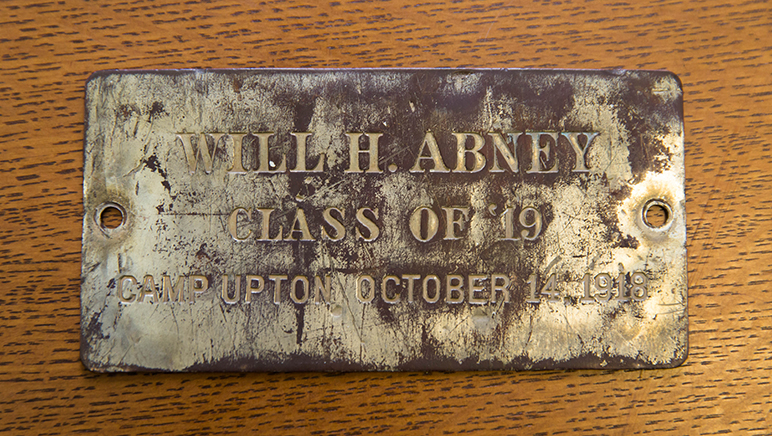 WILL H. ABNEY
CLASS OF '19
CAMP UPTON, OCTOBER 14, 1918